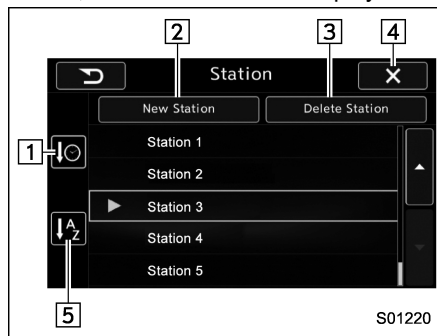 2
3
4
Station
X
New Station
Delete Station
1
Station 1
Station 2
Station 3
A
Z
Station 4
Station 5
5
S01220